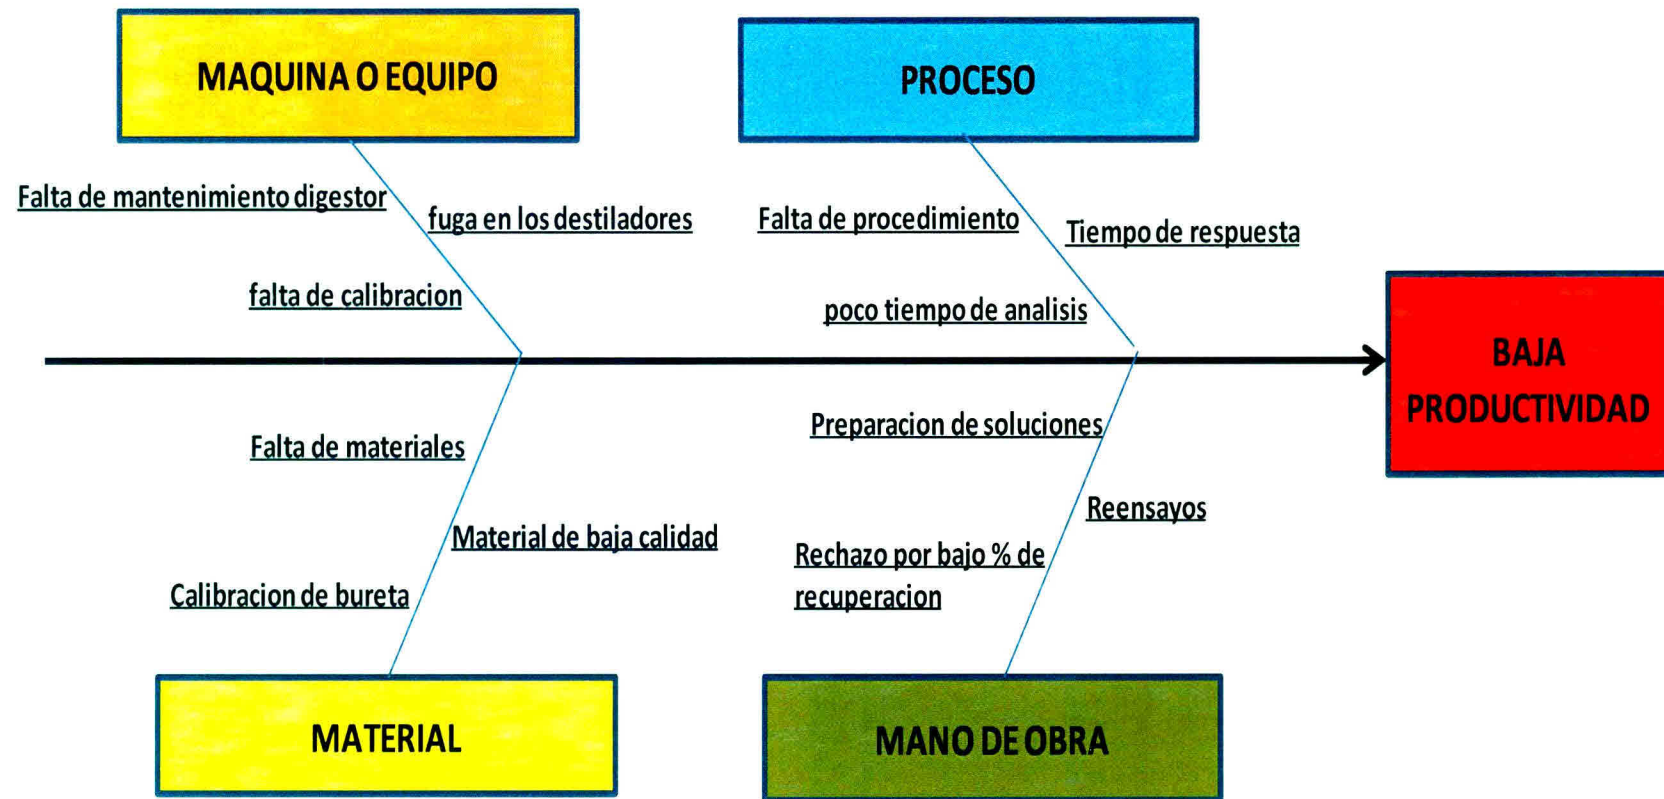 MAQUINA O EQUIPO
PROCESO
Falta de mantenimiento digestor
fuga en los destiladores
falta de calibracion
Falta de procedimiento
Tiempo de respuesta
poco tiempo de analisis
BAJA
PRODUCTIVIDAD
Falta de materiales
Material de baja calidad
Calibracion de bureta
Preparacion de soluciones
Reensayos
Rechazo por bajo % de
recuperacion
MATERIAL
MANO DE OBRA